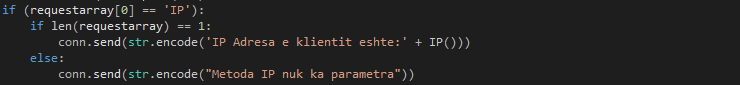 if (requestarray[0] == 'IP'):
    if len(requestarray) == 1:
        conn.send(str.encode('IP Adresa e klientit eshte:' + IP()))
    else:
        conn.send(str.encode("Metoda IP nuk ka parametra"))